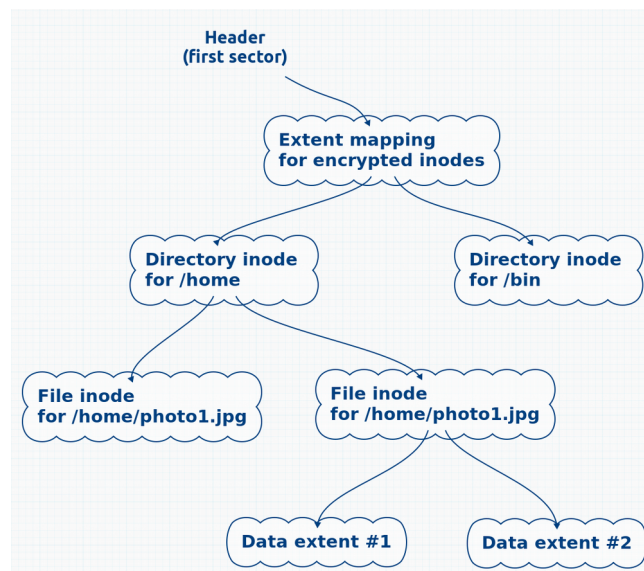 Header
(first sector)
Extent mapping
for encrypted inodes
Directory inode
for /home
Directory inode
for /bin
File inode
for /home/photo1.jpg
File inode
for /home/photo1.jpg
Data extent #1
Data extent #2